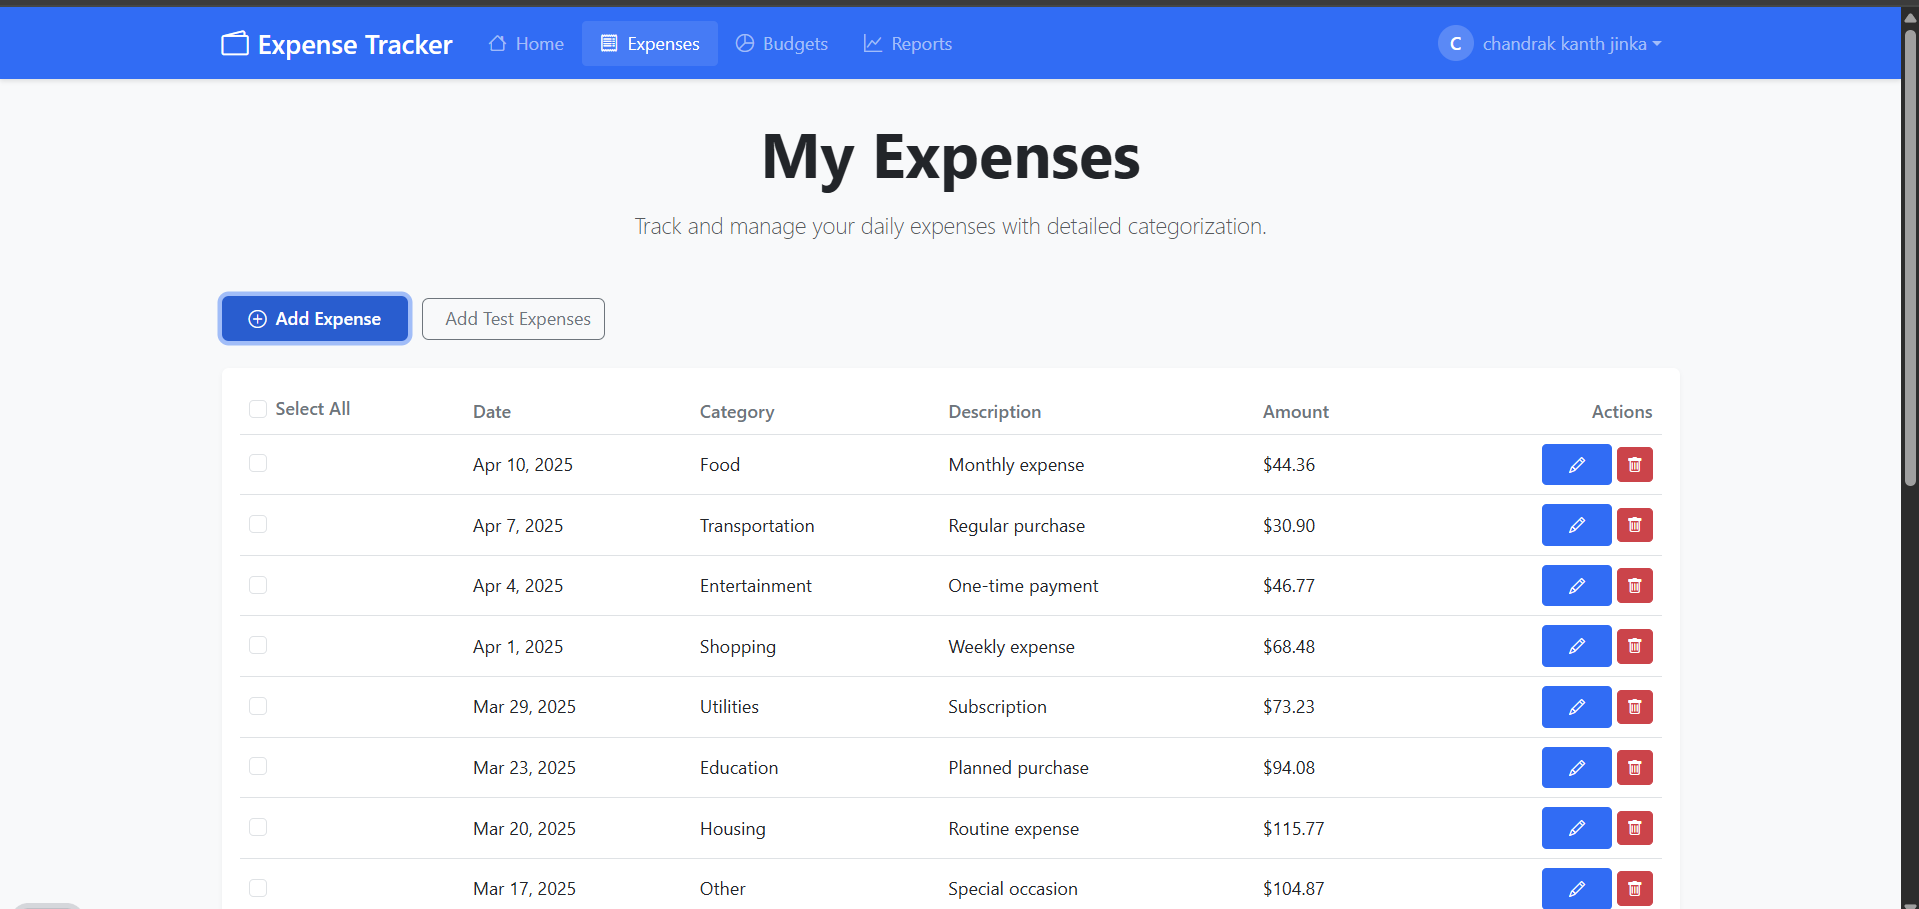 Expense Tracker Home Expenses Budgets Reports C chandrak kanth jinka
My Expenses
Track and manage your daily expenses with detailed categorization.
Add Expense Add Test Expenses
Select All Date Category Description Amount Actions
Apr 10, 2025 Food Monthly expense $44.36
Apr 7, 2025 Transportation Regular purchase $30.90
Apr 4, 2025 Entertainment One-time payment $46.77
Apr 1, 2025 Shopping Weekly expense $68.48
Mar 29, 2025 Utilities Subscription $73.23
Mar 23, 2025 Education Planned purchase $94.08
Mar 20, 2025 Housing Routine expense $115.77
Mar 17, 2025 Other Special occasion $104.87